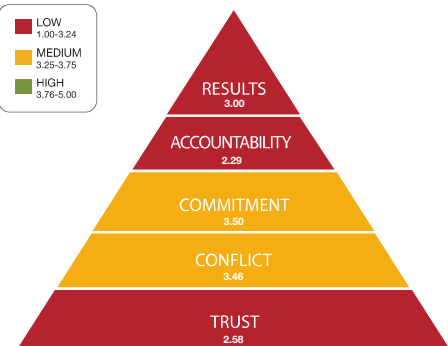 LOW
1.00-3.24
MEDIUM
3.25-3.75
HIGH
3.76-5.00
RESULTS
3.00
ACCOUNTABILITY
2.29
COMMITMENT
3.50
CONFLICT
3.46
TRUST
2.58